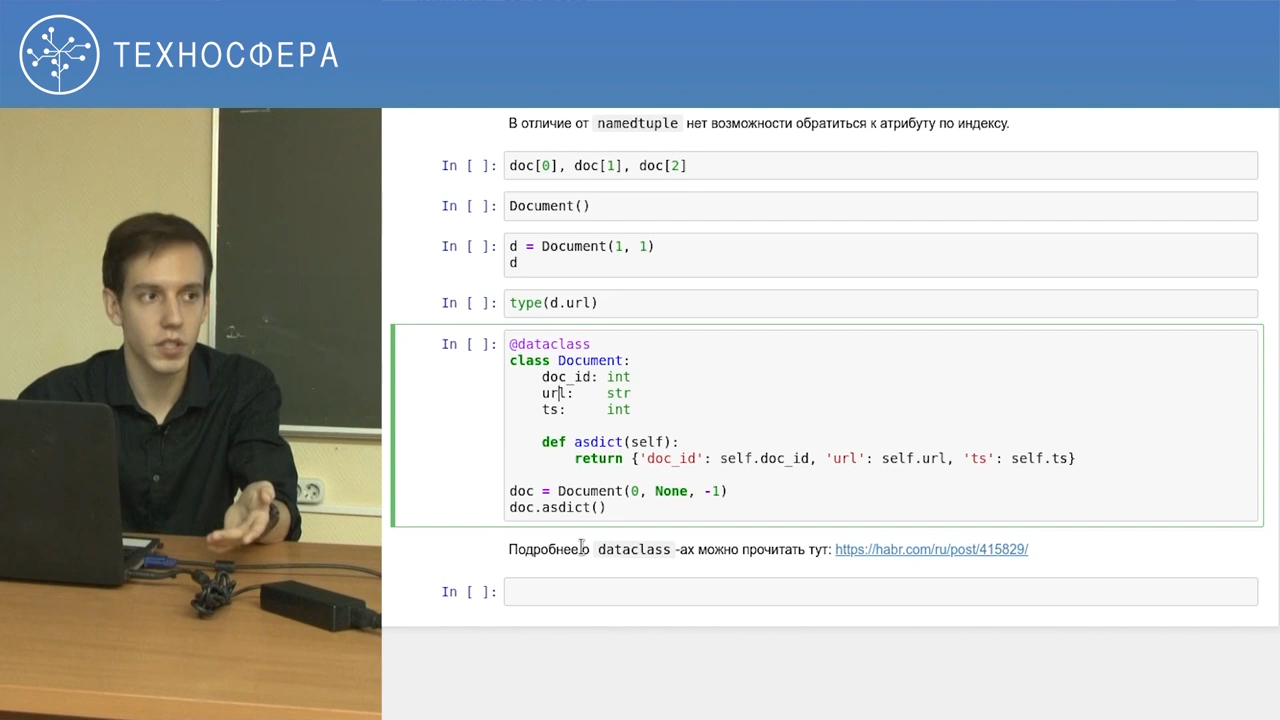 ТЕХНОСФЕРА
В отличие от namedtuple нет возможности обратиться к атрибуту по индексу.
In [ ]: doc[0], doc[1], doc[2]
In [ ]: Document()
In [ ]: d = Document(1, 1)
d
In [ ]: type(d.url)
In [ ]: @dataclass
class Document:
    doc_id: int
    url:    str
    ts:     int
    def asdict(self):
        return {'doc_id': self.doc_id, 'url': self.url, 'ts': self.ts}
doc = Document(0, None, -1)
doc.asdict()
Подробнее о dataclass-ах можно прочитать тут: https://habr.com/ru/post/415829/
In [ ]: